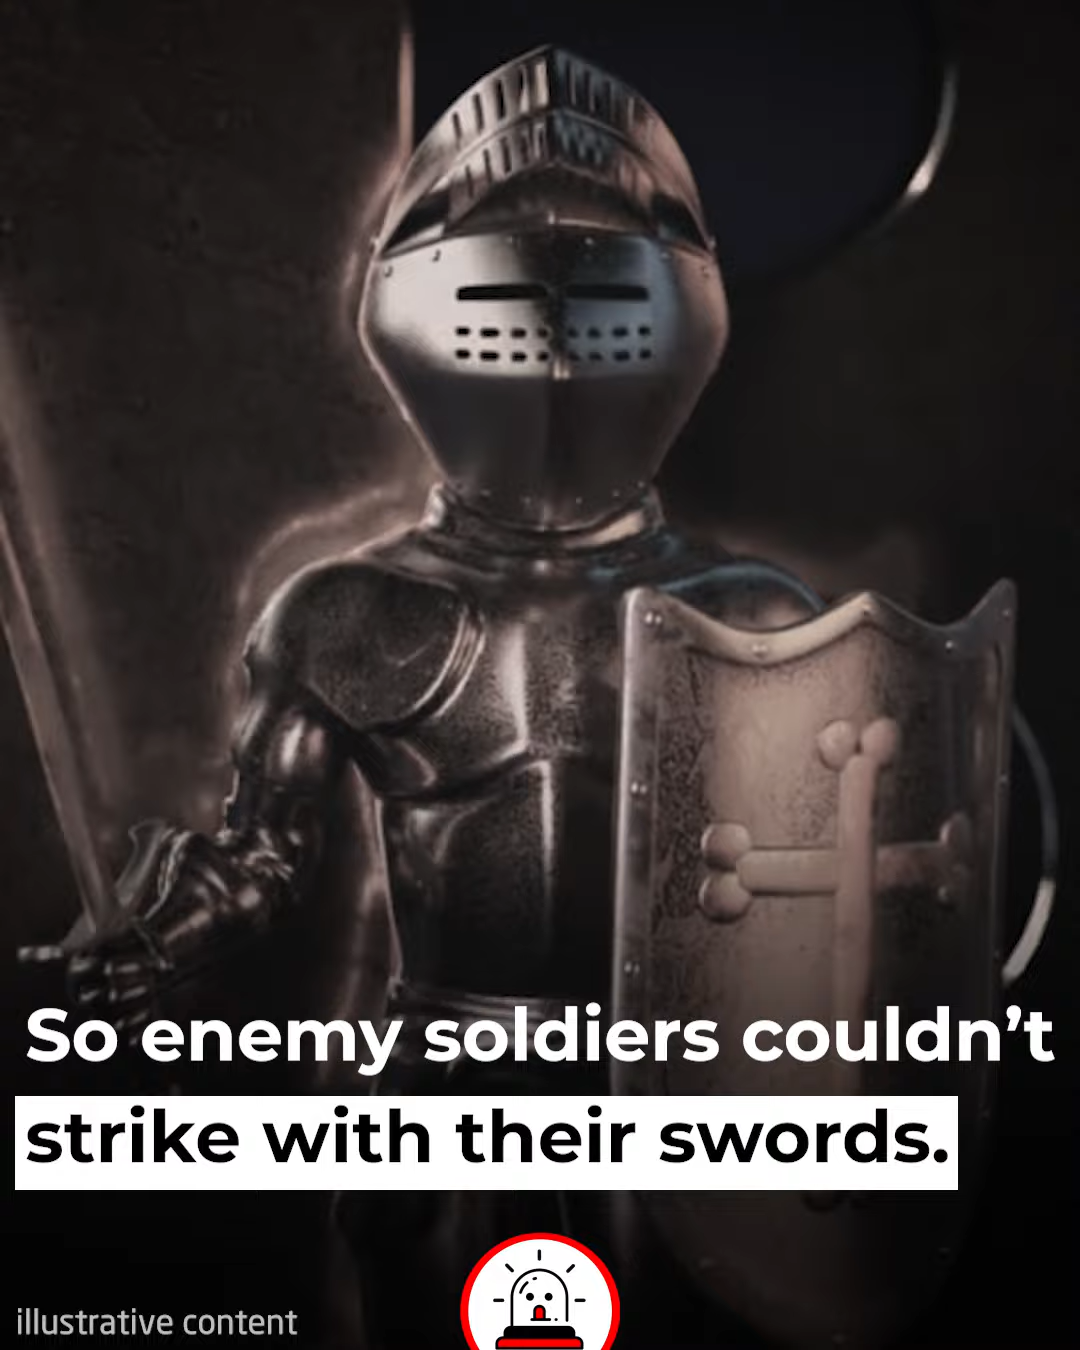 So enemy soldiers couldn’t
strike with their swords.
illustrative content